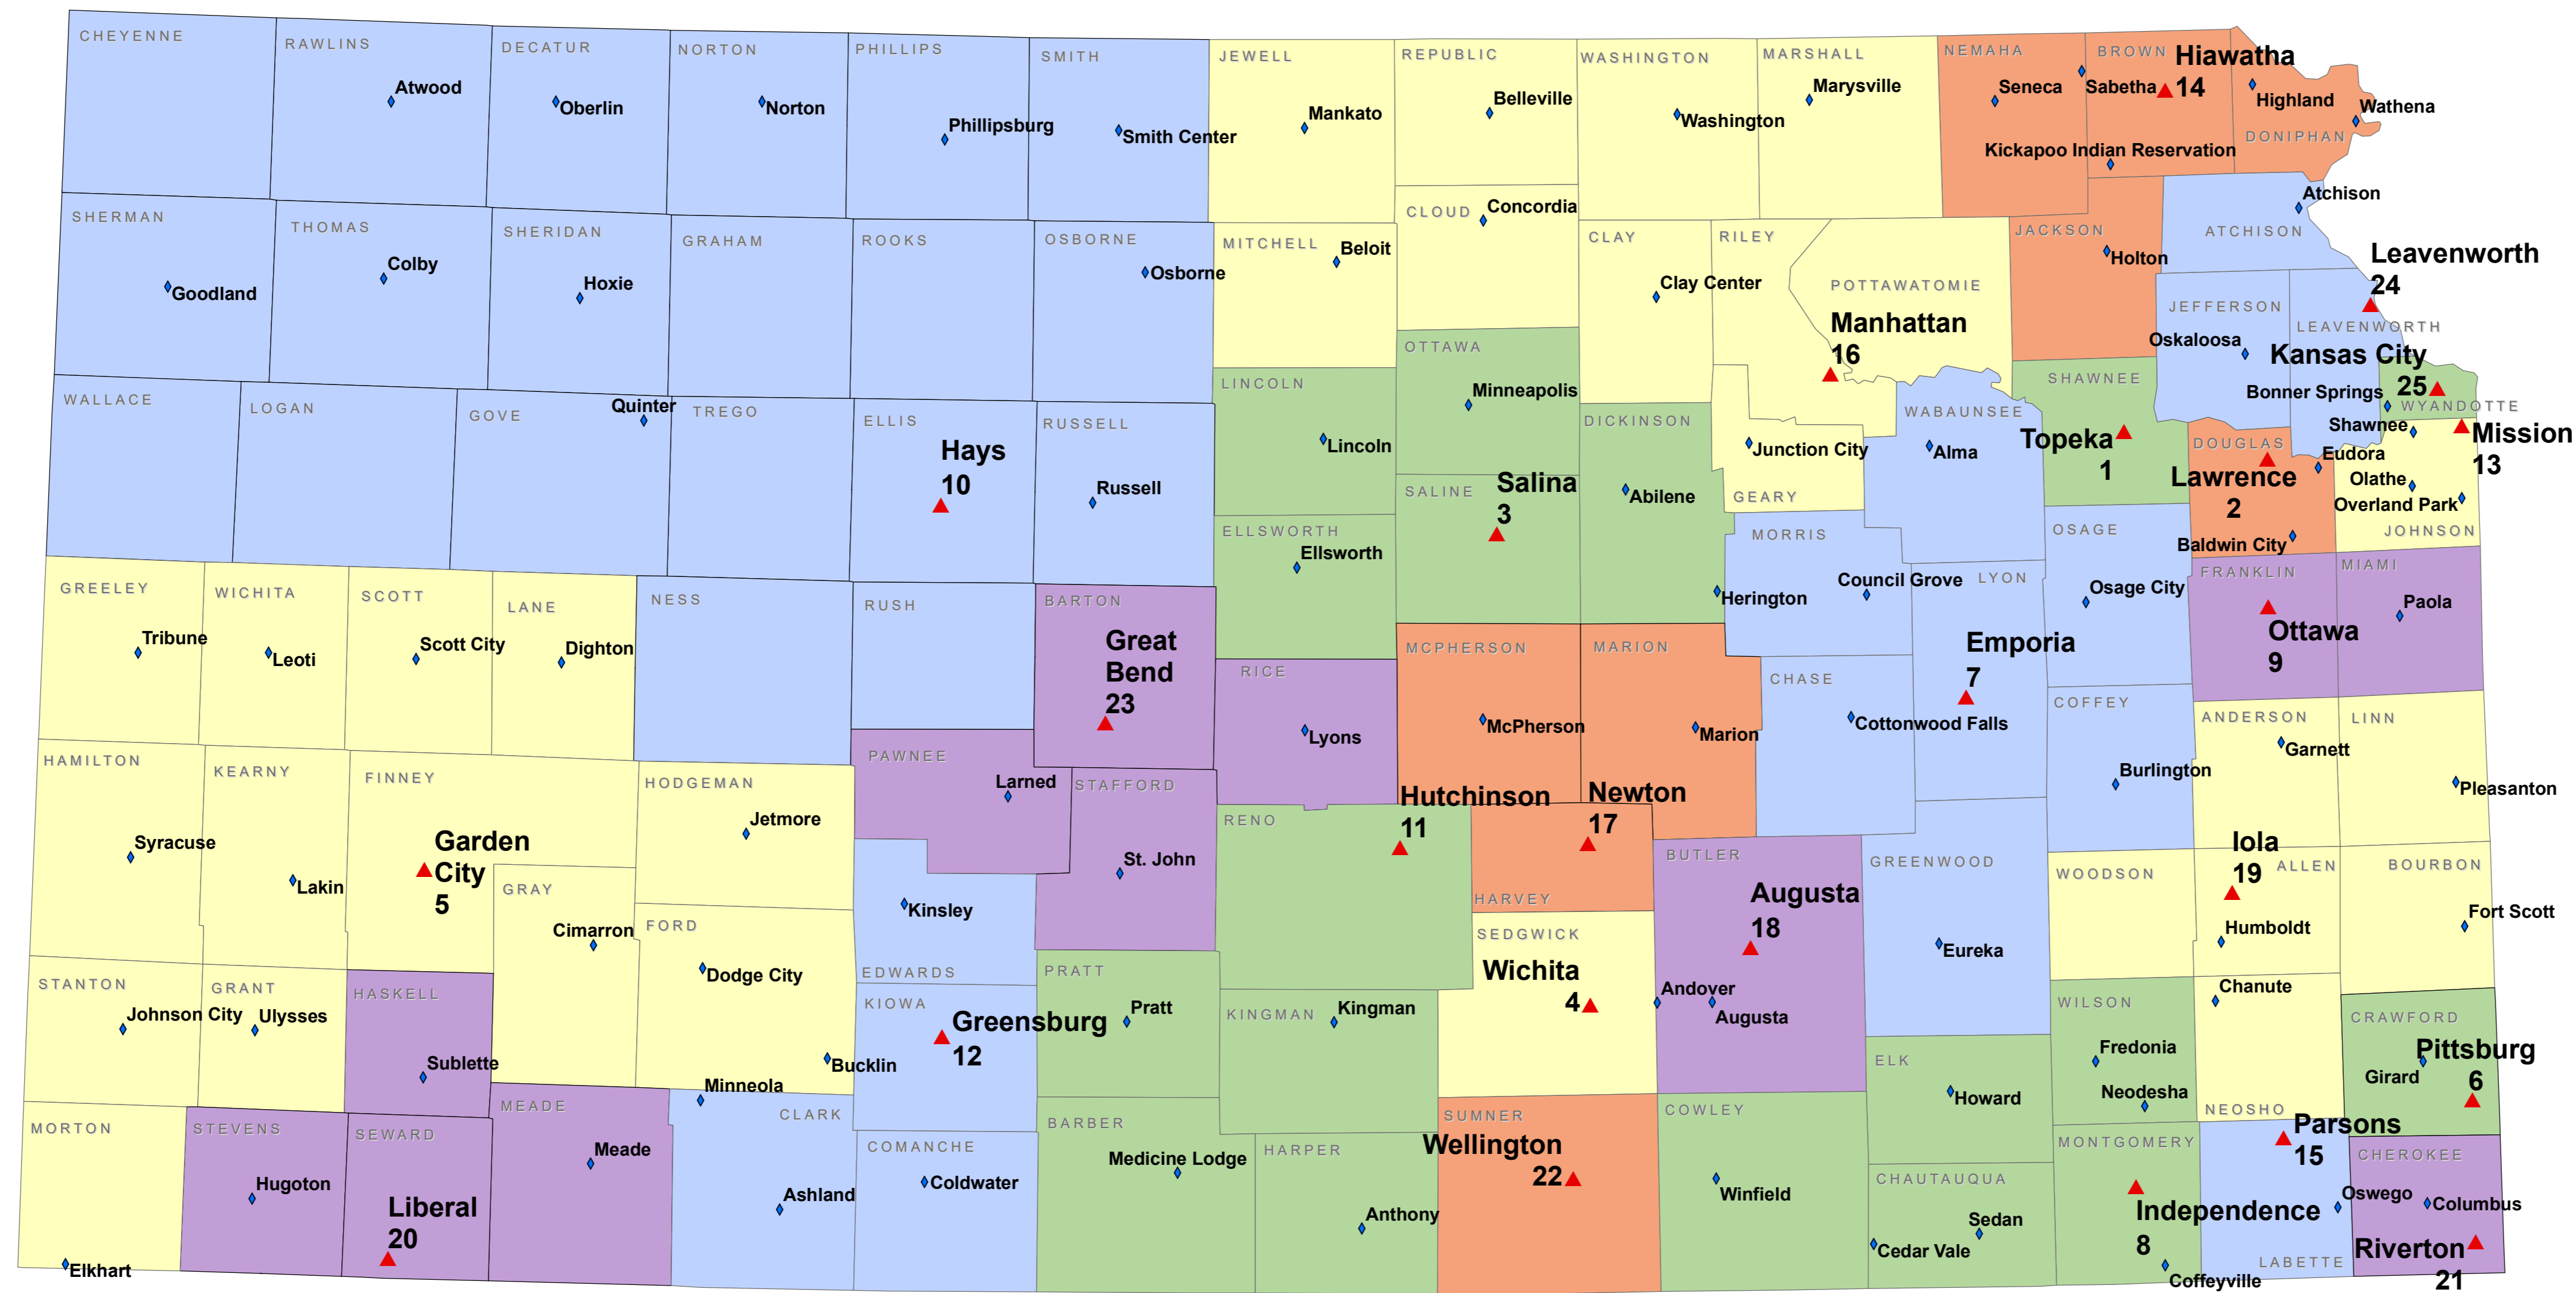 CHEYENNE
RAWLINS
Atwood
DECATUR
Oberlin
NORTON
Norton
PHILLIPS
Phillipsburg
SMITH
Smith Center
JEWELL
Mankato
REPUBLIC
Belleville
WASHINGTON
Washington
MARSHALL
Marysville
NEMAHA
Seneca
BROWN
Hiawatha
14
Sabetha
Kickapoo Indian Reservation
Highland
Wathena
DONIPHAN
SHERMAN
Goodland
THOMAS
Colby
SHERIDAN
Hoxie
GRAHAM
ROOKS
OSBORNE
Osborne
MITCHELL
Beloit
CLOUD
Concordia
CLAY
Clay Center
RILEY
POTTAWATOMIE
Manhattan
16
JACKSON
Holton
Atchison
ATCHISON
Leavenworth
24
JEFFERSON
Oskaloosa
LEAVENWORTH
Kansas City
25
Bonner Springs
WYANDOTTE
WALLACE
LOGAN
GOVE
Quinter
TREGO
ELLIS
Hays
10
RUSSELL
Russell
LINCOLN
Lincoln
OTTAWA
Minneapolis
SALINE
Salina
3
DICKINSON
Abilene
Herington
Junction City
GEARY
WABAUNSEE
Alma
SHAWNEE
Topeka
1
DOUGLAS
Lawrence
2
Eudora
Baldwin City
Shawnee
Mission
13
Olathe
Overland Park
JOHNSON
ELLSWORTH
Ellsworth
MORRIS
Council Grove
LYON
Emporia
7
OSAGE
Osage City
FRANKLIN
Ottawa
9
MIAMI
Paola
GREELEY
Tribune
WICHITA
Leoti
SCOTT
Scott City
LANE
Dighton
NESS
RUSH
BARTON
Great
Bend
23
RICE
Lyons
MCPHERSON
McPherson
MARION
Marion
CHASE
Cottonwood Falls
COFFEY
Burlington
ANDERSON
Garnett
LINN
Pleasanton
HAMILTON
Syracuse
KEARNY
Lakin
FINNEY
Garden
City
5
HODGEMAN
Jetmore
PAWNEE
Larned
STAFFORD
St. John
RENO
Hutchinson
11
Newton
17
HARVEY
BUTLER
Augusta
18
Andover
Augusta
GREENWOOD
Eureka
WOODSON
Iola
19
ALLEN
Humboldt
BOURBON
Fort Scott
GRAY
Cimarron
FORD
Dodge City
Bucklin
Kinsley
EDWARDS
STANTON
Johnson City
GRANT
Ulysses
HASKELL
Sublette
KIOWA
Greensburg
12
PRATT
Pratt
KINGMAN
Kingman
SEDGWICK
Wichita
4
WILSON
Fredonia
Neodesha
Chanute
NEOSHO
CRAWFORD
Pittsburg
6
Girard
ELK
Howard
MORTON
Elkhart
STEVENS
Hugoton
SEWARD
Liberal
20
MEADE
Meade
Minneola
CLARK
Ashland
COMANCHE
Coldwater
BARBER
Medicine Lodge
HARPER
Anthony
SUMNER
Wellington
22
COWLEY
Winfield
CHAUTAUQUA
Sedan
Cedar Vale
MONTGOMERY
Independence
8
Coffeyville
Parsons
15
Oswego
LABETTE
CHEROKEE
Columbus
Riverton
21